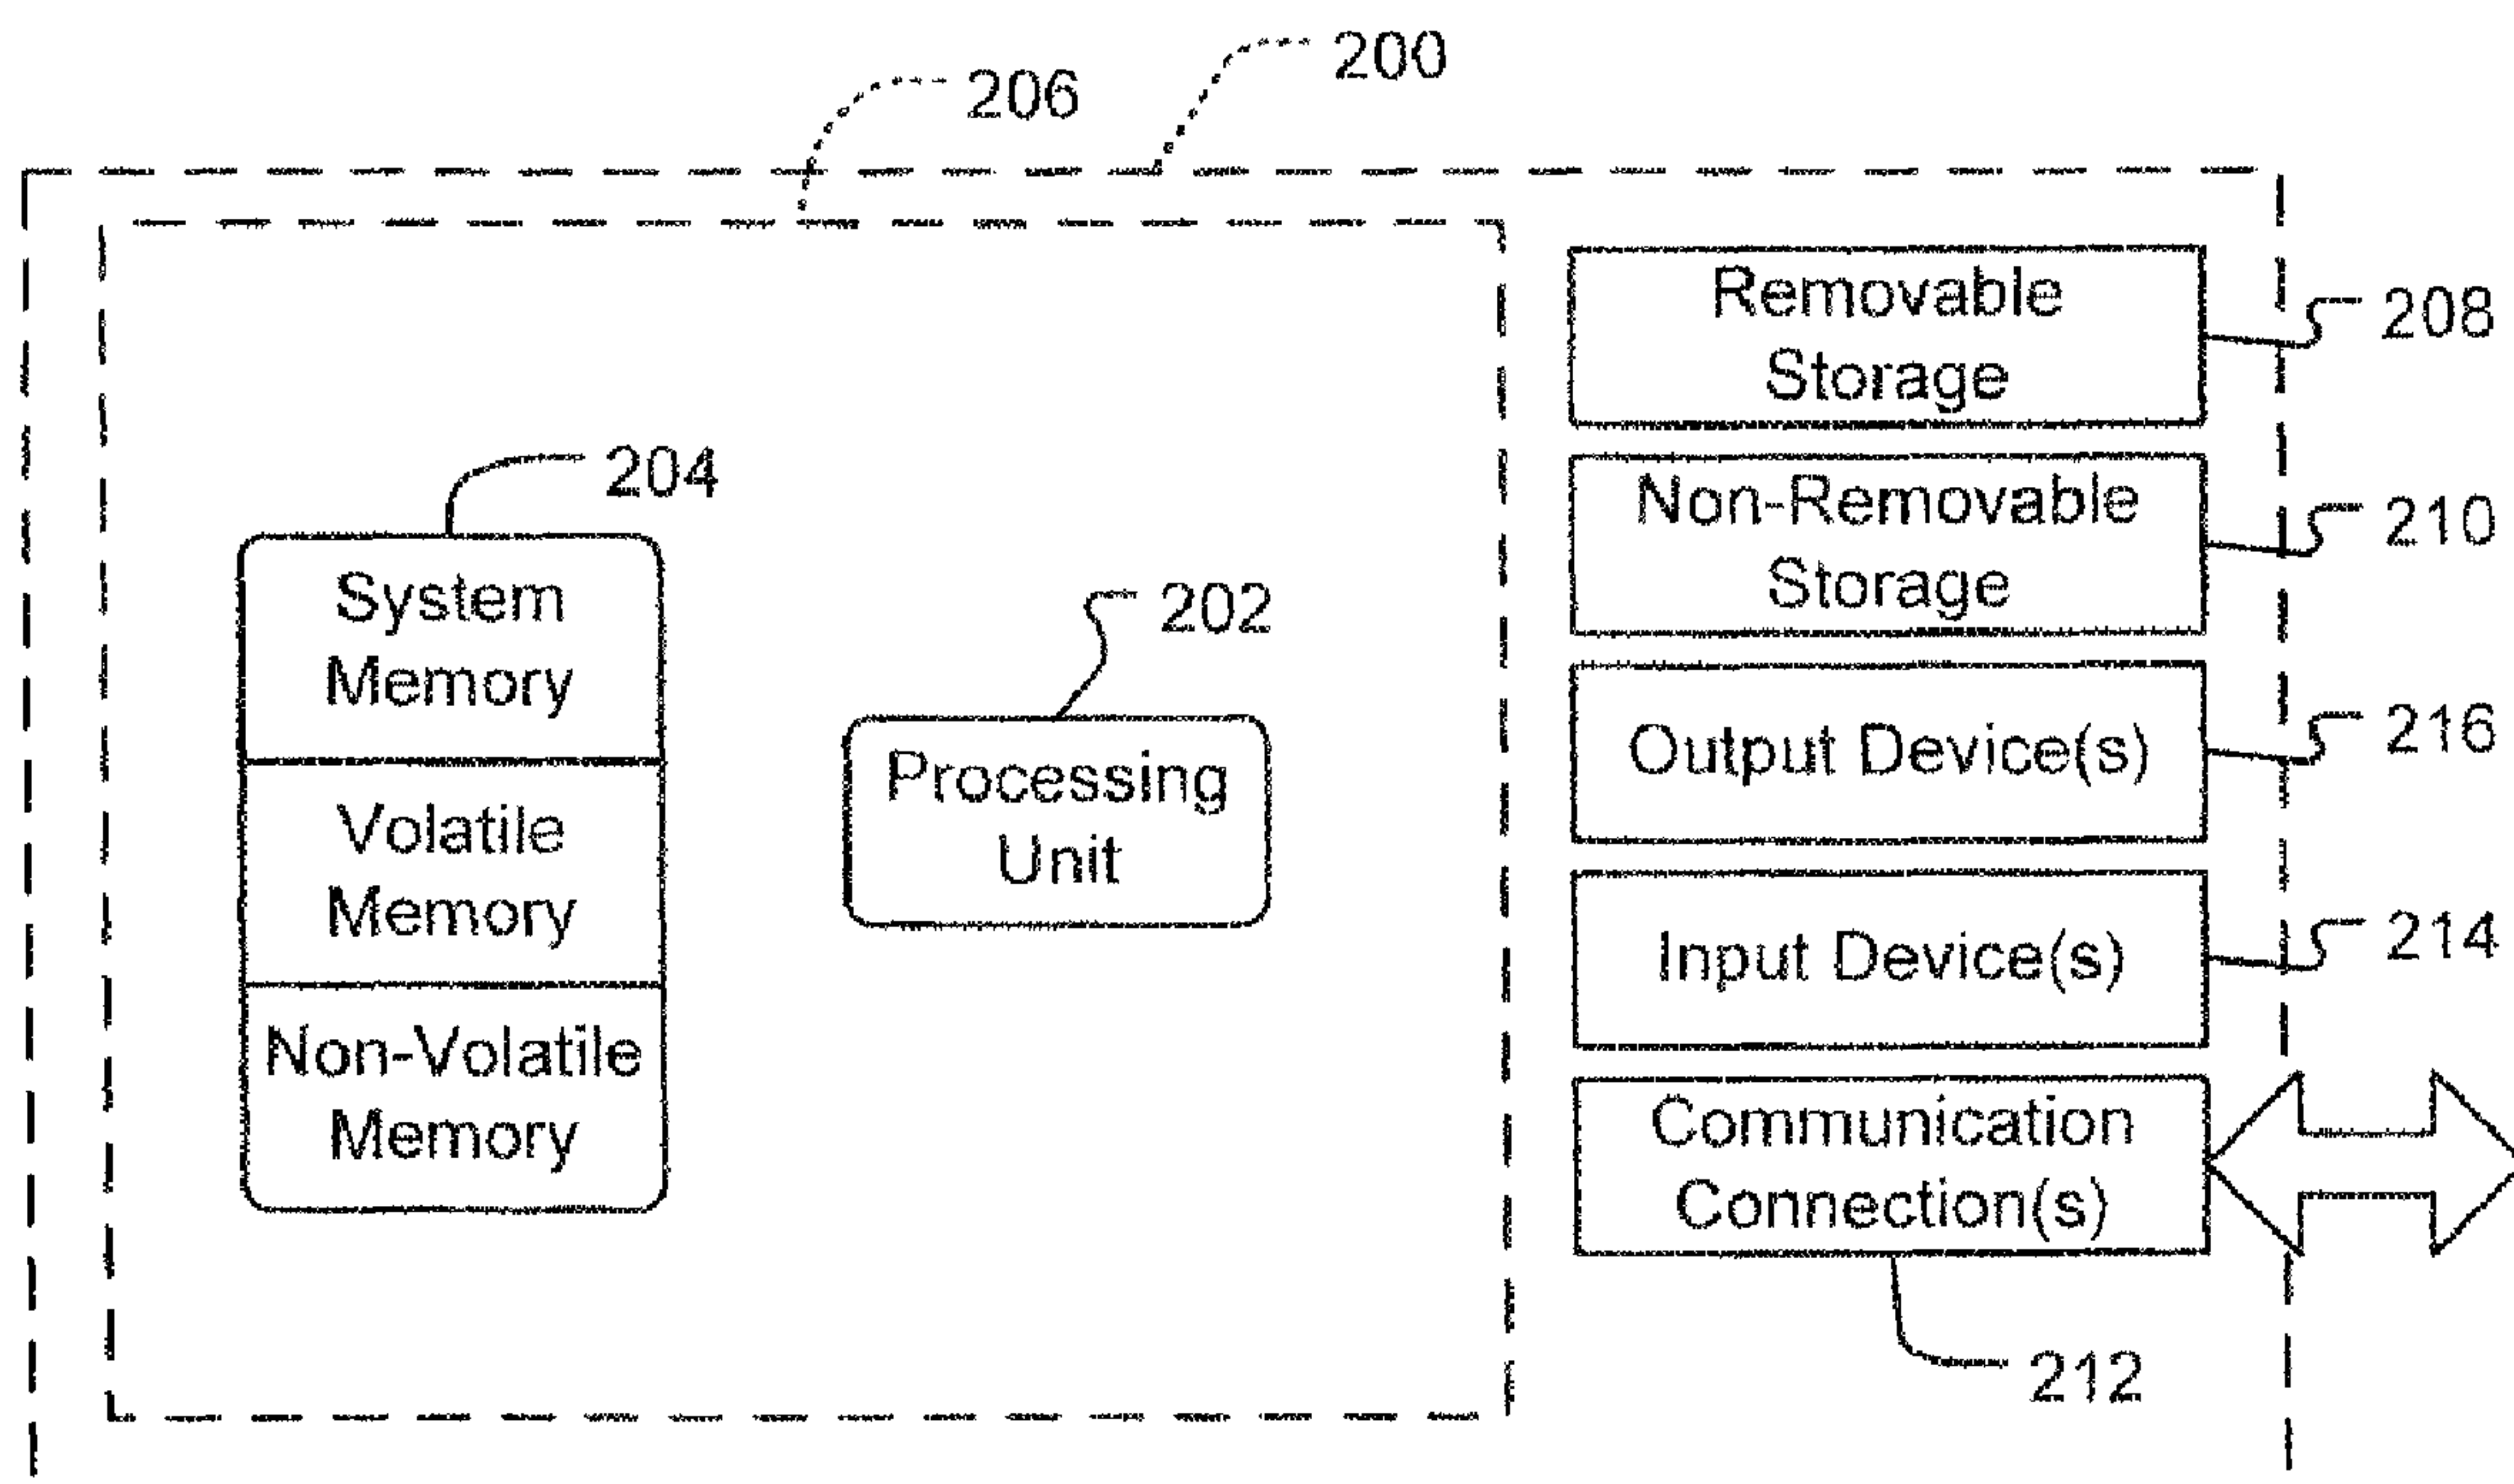 200
206
204
System
Memory
Volatile
Memory
Non-Volatile
Memory
202
Processing
Unit
Removable
Storage
208
Non-Removable
Storage
210
Output Device(s)
216
Input Device(s)
214
Communication
Connection(s)
212